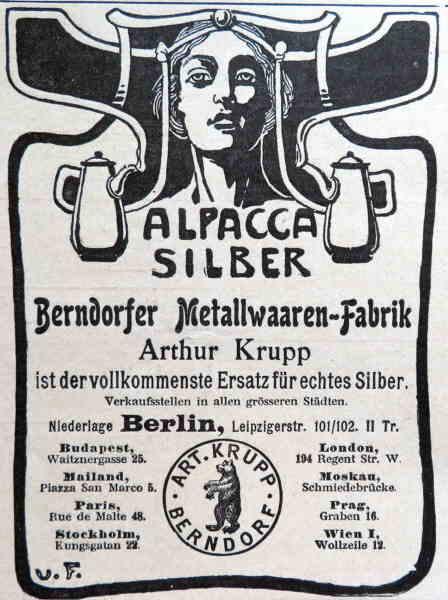 ALPACCA
SILBER
Berndorfer Metallwaaren-Fabrik
Arthur Krupp
ist der vollkommenste Ersatz für echtes Silber.
Verkaufsstellen in allen grösseren Städten.
Niederlage Berlin, Leipzigerstr. 101/102. II Tr.
Budapest,
Waitznergasse 25.
Mailand,
Piazza San Marco 5.
Paris,
Rue de Malte 48.
Stockholm,
Kungsgatan 22.
ART. KRUPP
BERNDORF
London,
194 Regent Str. W.
Moskau,
Schmiedebrücke.
Prag,
Graben 16.
Wien I,
Wollzeile 12.
v. F.